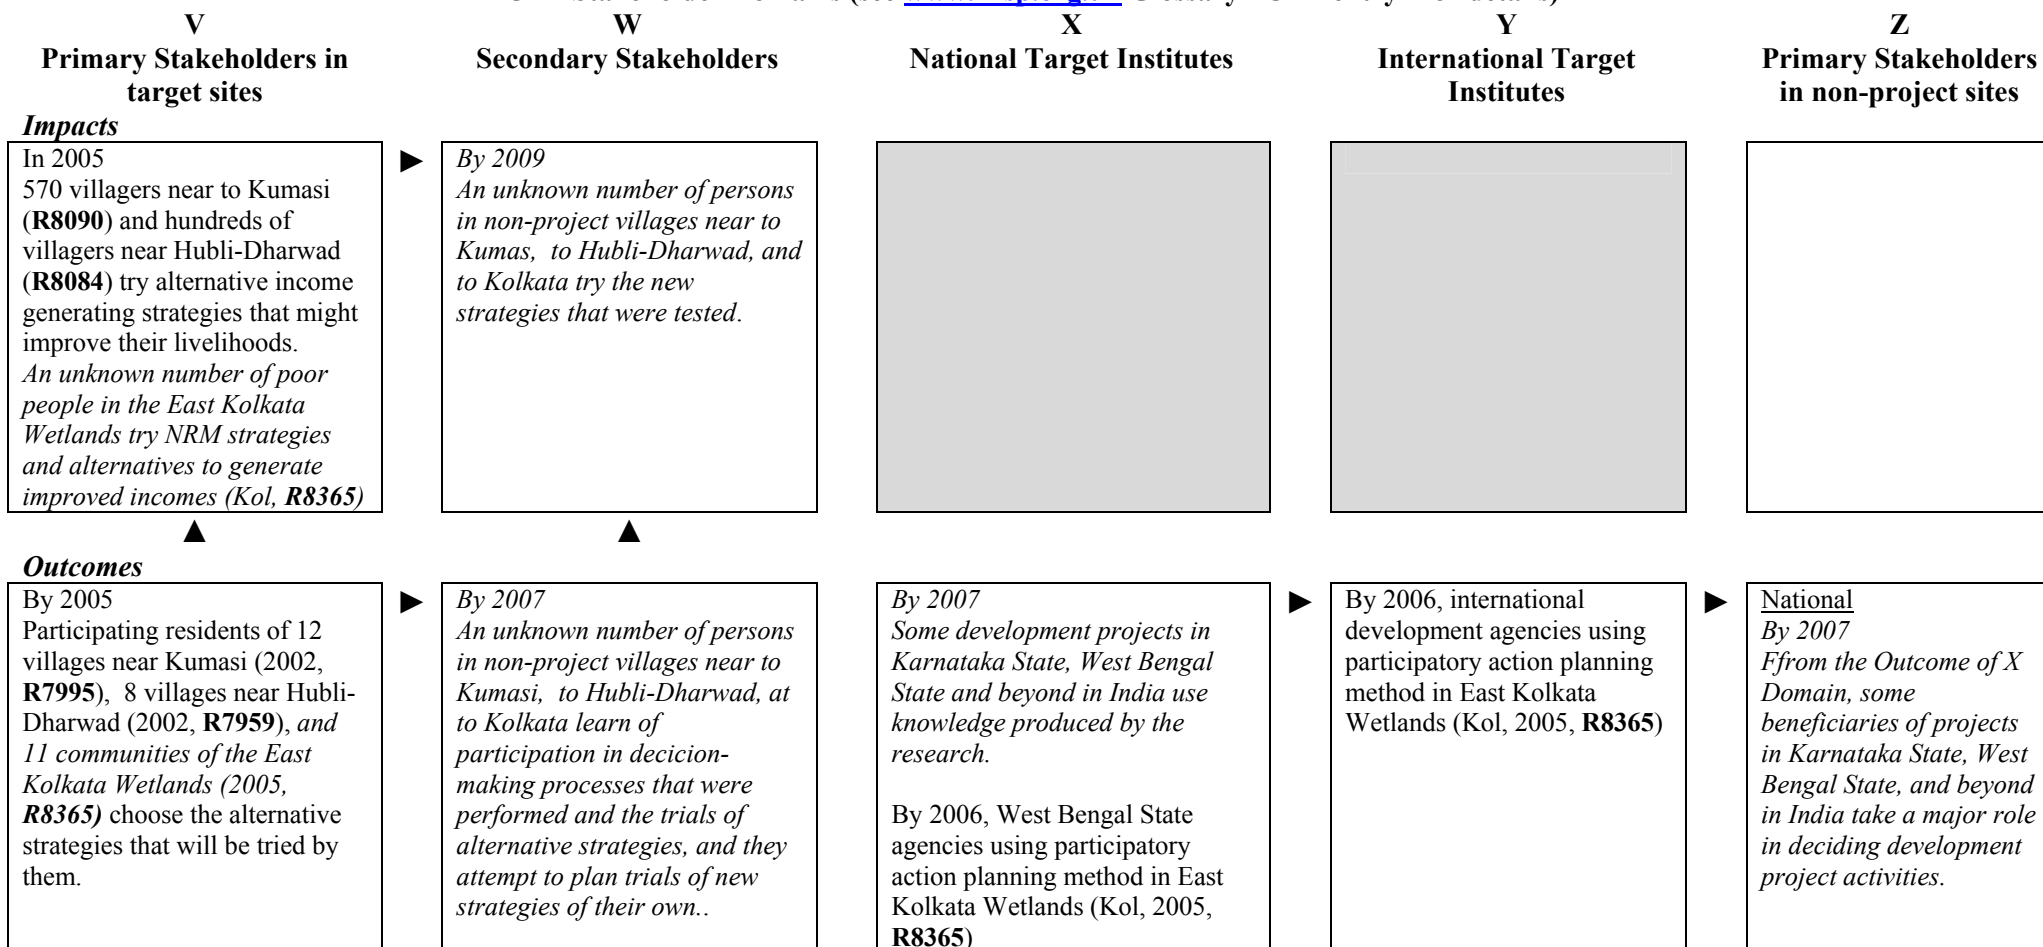 V
Primary Stakeholders in
target sites
W
Secondary Stakeholders
X
National Target Institutes
Y
International Target
Institutes
Z
Primary Stakeholders
in non-project sites
Impacts
In 2005
570 villagers near to Kumasi
(R8090) and hundreds of
villagers near Hubli-Dharwad
(R8084) try alternative income
generating strategies that might
improve their livelihoods.
An unknown number of poor
people in the East Kolkata
Wetlands try NRM strategies
and alternatives to generate
improved incomes (Kol, R8365)
By 2009
An unknown number of persons
in non-project villages near to
Kumas, to Hubli-Dharwad, and
to Kolkata try the new
strategies that were tested.
Outcomes
By 2005
Participating residents of 12
villages near Kumasi (2002,
R7995), 8 villages near Hubli-
Dharwad (2002, R7959), and
11 communities of the East
Kolkata Wetlands (2005,
R8365) choose the alternative
strategies that will be tried by
them.
By 2007
An unknown number of persons
in non-project villages near to
Kumasi, to Hubli-Dharwad, at
to Kolkata learn of
participation in decicion-
making processes that were
performed and the trials of
alternative strategies, and they
attempt to plan trials of new
strategies of their own..
By 2007
Some development projects in
Karnataka State, West Bengal
State and beyond in India use
knowledge produced by the
research.
By 2006, West Bengal State
agencies using participatory
action planning method in East
Kolkata Wetlands (Kol, 2005,
R8365)
By 2006, international
development agencies using
participatory action planning
method in East Kolkata
Wetlands (Kol, 2005, R8365)
National
By 2007
Ffrom the Outcome of X
Domain, some
beneficiaries of projects
in Karnataka State, West
Bengal State, and beyond
in India take a major role
in deciding development
project activities.